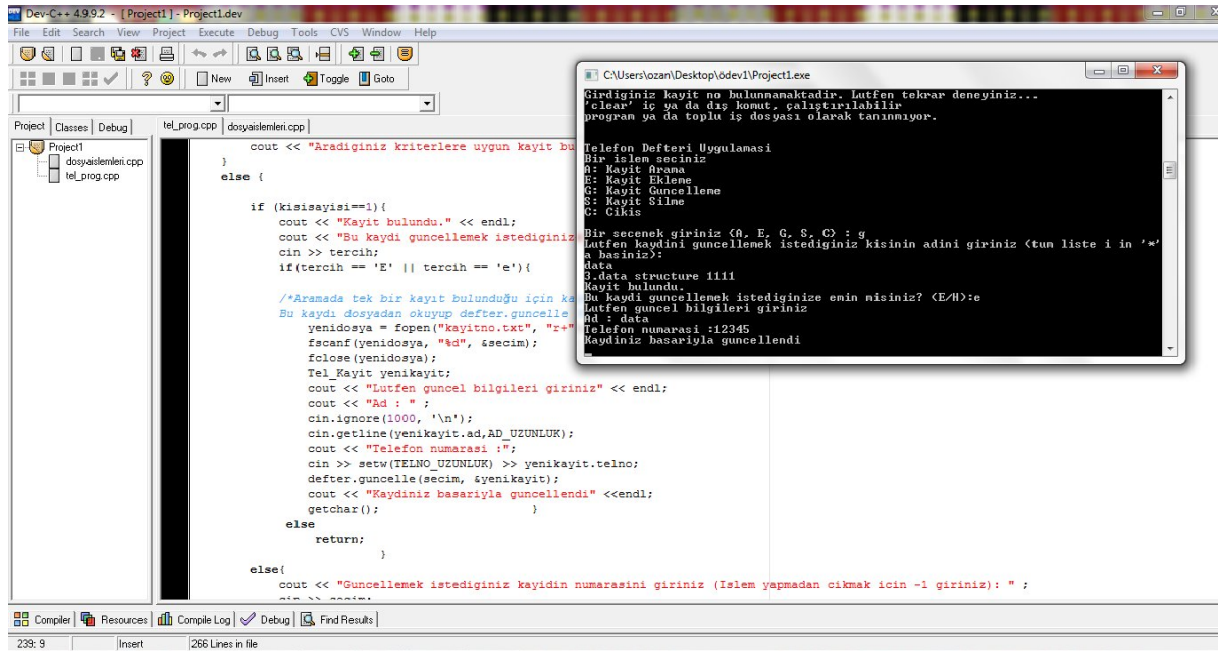 Dev-C++ 4.9.9.2 - [ Project1 ] - Project1.dev
File Edit Search View Project Execute Debug Tools CVS Window Help
New Insert Toggle Goto
Project Classes Debug
tel_prog.cpp dosyaislemleri.cpp
Project1
dosyaislemleri.cpp
tel_prog.cpp
cout << "Aradiginiz kriterlere uygun kayit bu
}
else {
if (kisisayisi==1){
cout << "Kayit bulundu." << endl;
cout << "Bu kaydi guncellemek istediginiz
cin >> tercih;
if(tercih == 'E' || tercih == 'e'){
/*Aramada tek bir kayıt bulunduğu için ka
Bu kaydı dosyadan okuyup defter.guncelle
yenidosya = fopen("kayitno.txt", "r+"
fscanf(yenidosya, "%d", &secim);
fclose(yenidosya);
Tel_Kayit yenikayit;
cout << "Lutfen guncel bilgileri giriniz" << endl;
cout << "Ad : " ;
cin.ignore(1000, '\n');
cin.getline(yenikayit.ad,AD_UZUNLUK);
cout << "Telefon numarasi :";
cin >> setw(TELNO_UZUNLUK) >> yenikayit.telno;
defter.guncelle(secim, &yenikayit);
cout << "Kaydiniz basariyla guncellendi" <<endl;
getchar(); }
else
return;
}
else{
cout << "Guncellemek istediginiz kayidin numarasini giriniz (Islem yapmadan cikmak icin -1 giriniz): " ;
cin >> secim;
C:\Users\ozan\Desktop\ödev1\Project1.exe
Girdiginiz kayit no bulunmamaktadir. Lutfen tekrar deneyiniz...
'clear' iç ya da dış komut, çalıştırılabilir
program ya da toplu iş dosyası olarak tanınmıyor.
Telefon Defteri Uygulamasi
Bir islem seciniz
A: Kayit Arama
E: Kayit Ekleme
G: Kayit Guncelleme
S: Kayit Silme
C: Cikis
Bir secenek giriniz (A, E, G, S, C) : g
Lutfen kaydini guncellemek istediginiz kisinin adini giriniz (tum liste i in '*'
a basiniz):
data
3.data structure 1111
Kayit bulundu.
Bu kaydi guncellemek istediginize emin misiniz? (E/H):e
Lutfen guncel bilgileri giriniz
Ad : data
Telefon numarasi :12345
Kaydiniz basariyla guncellendi
Compiler Resources Compile Log Debug Find Results
239: 9 Insert 266 Lines in file